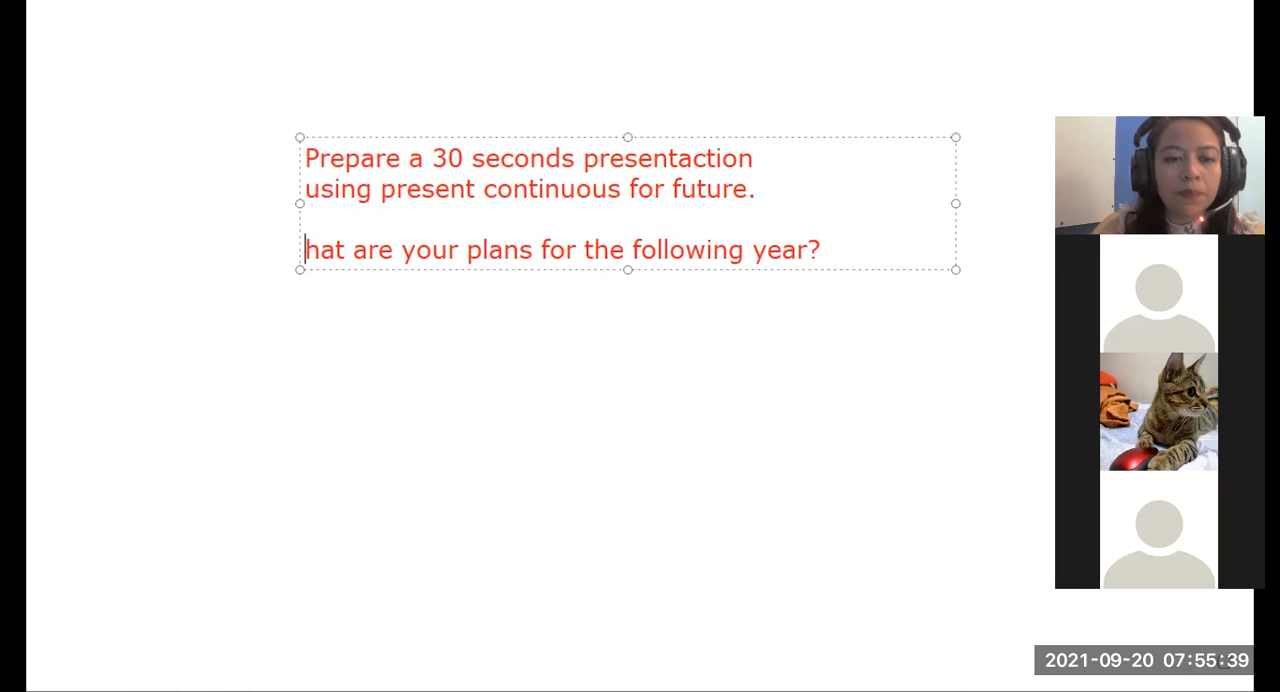 Prepare a 30 seconds presentaction
using present continuous for future.
hat are your plans for the following year?
2021-09-20 07:55:39